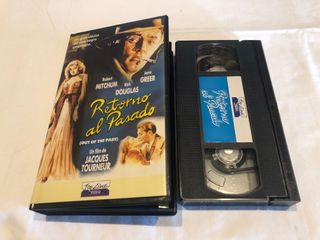 Robert
MITCHUM
Kirk
DOUGLAS
Jane
GREER
Retorno
al Pasado
(OUT OF THE PAST)
Un film de
JACQUES
TOURNEUR
VIDEO
Retorno
al Pasado